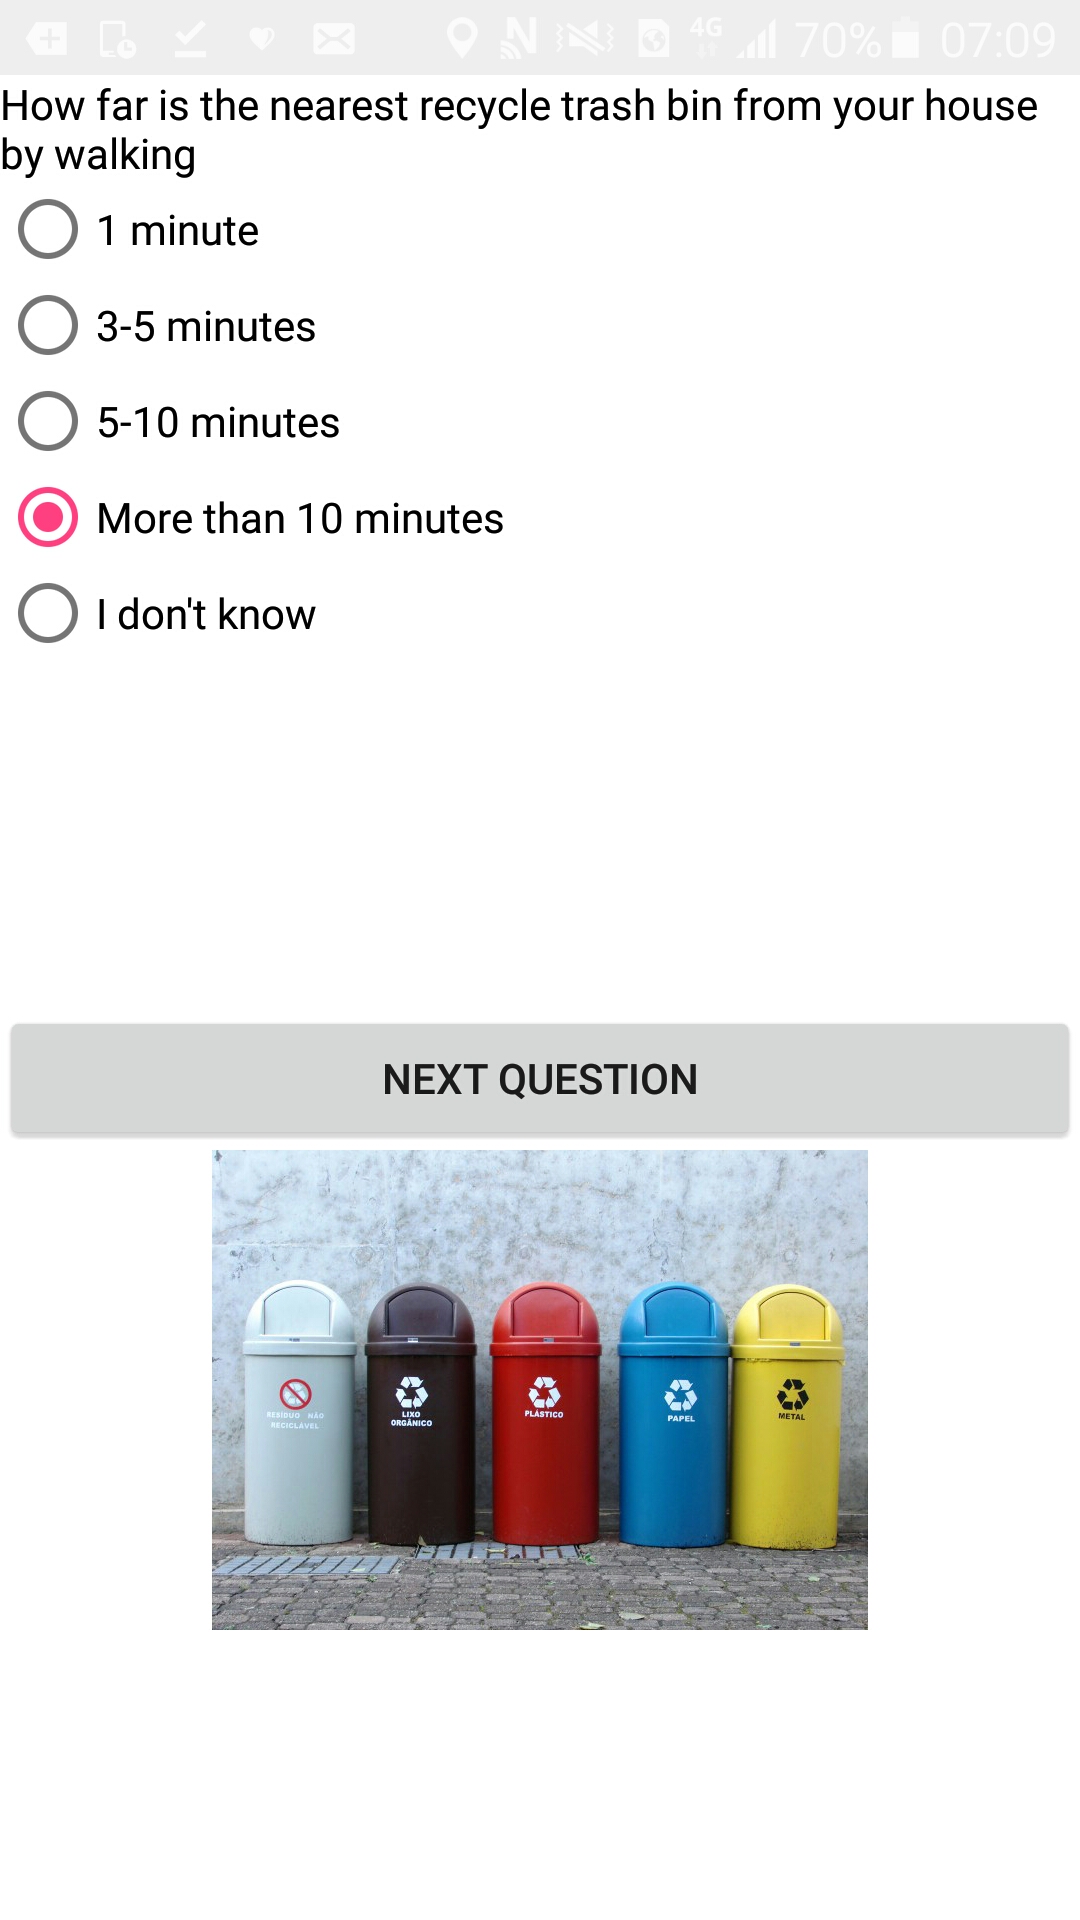 4G 70% 07:09
How far is the nearest recycle trash bin from your house
by walking
1 minute
3-5 minutes
5-10 minutes
More than 10 minutes
I don't know
NEXT QUESTION
RESÍDUO NÃO
RECICLÁVEL
LIXO
ORGÂNICO
PLÁSTICO
PAPEL
METAL